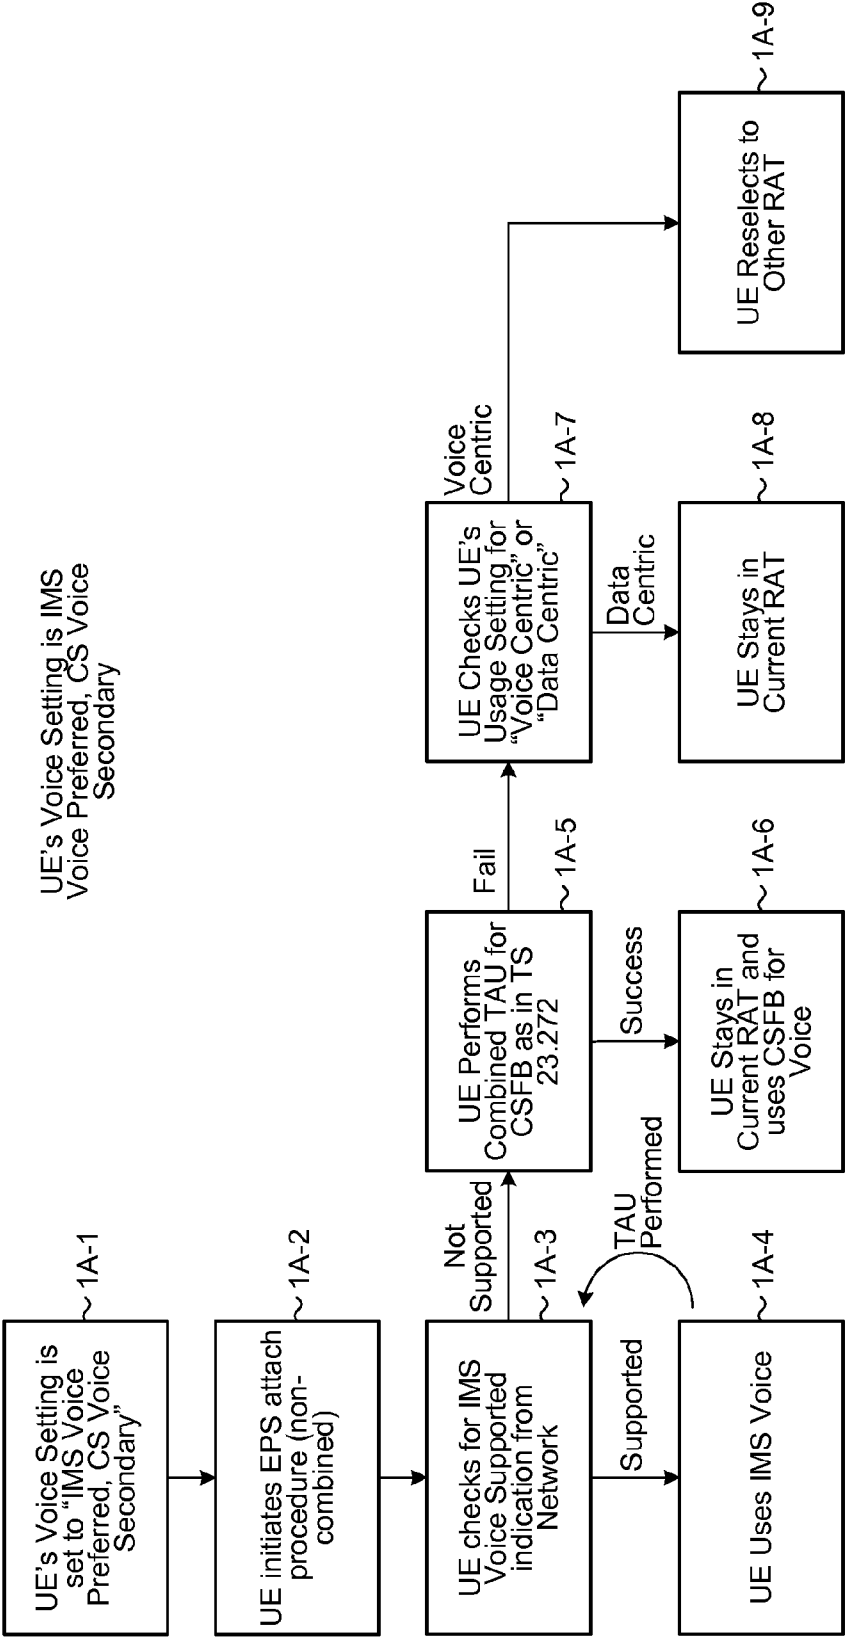 UE's Voice Setting is IMS
Voice Preferred, CS Voice
Secondary
UE's Voice Setting is
set to “IMS Voice
Preferred, CS Voice
Secondary”
1A-1
UE initiates EPS attach
procedure (non-
combined)
1A-2
UE checks for IMS
Voice Supported
indication from
Network
1A-3
Not
Supported
Supported
TAU
Performed
UE Uses IMS Voice
1A-4
UE Performs
Combined TAU for
CSFB as in TS
23.272
1A-5
Fail
Success
UE Stays in
Current RAT and
uses CSFB for
Voice
1A-6
UE Checks UE's
Usage Setting for
“Voice Centric” or
“Data Centric”
1A-7
Voice
Centric
Data
Centric
UE Stays in
Current RAT
1A-8
UE Reselects to
Other RAT
1A-9